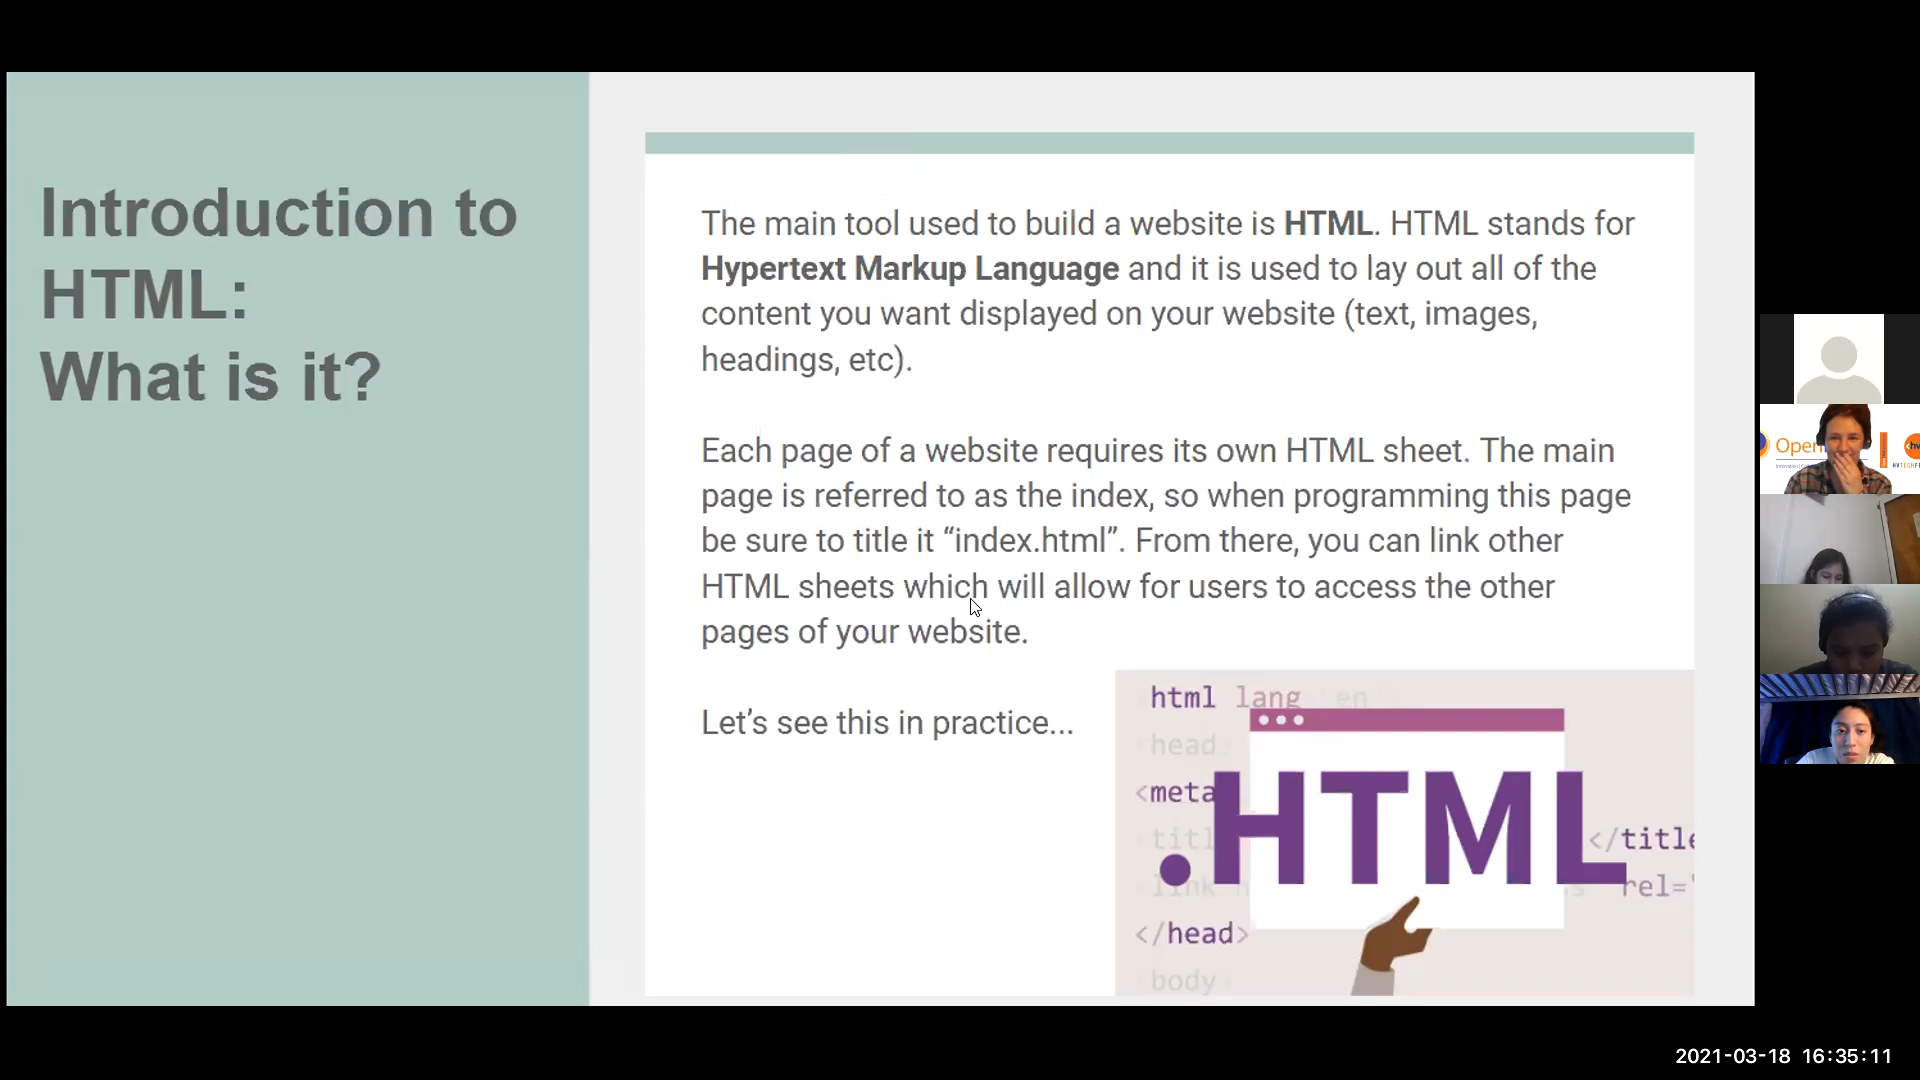 Introduction to
HTML:
What is it?
The main tool used to build a website is HTML. HTML stands for
Hypertext Markup Language and it is used to lay out all of the
content you want displayed on your website (text, images,
headings, etc).
Each page of a website requires its own HTML sheet. The main
page is referred to as the index, so when programming this page
be sure to title it “index.html”. From there, you can link other
HTML sheets which will allow for users to access the other
pages of your website.
Let’s see this in practice...
html lang en
head
<meta
.HTML
titl </title
link rel="
</head>
body
Open
2021-03-18 16:35:11